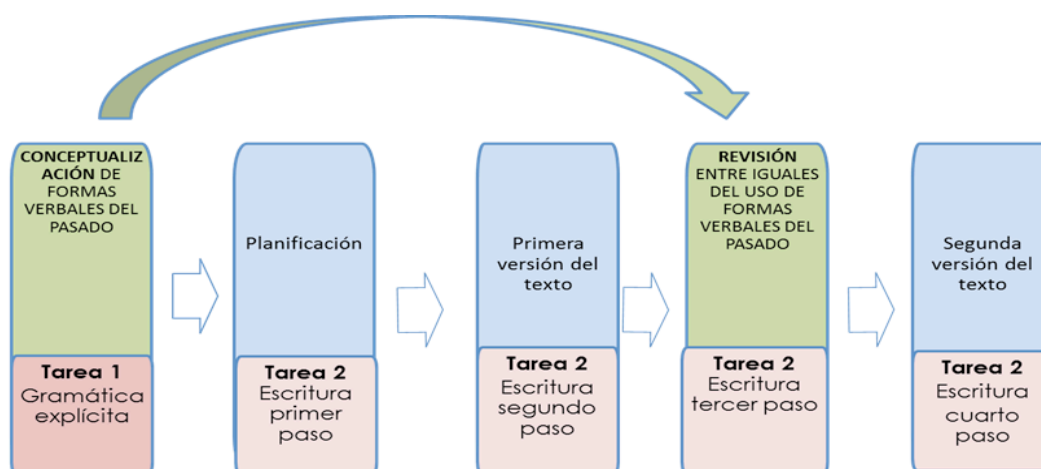 CONCEPTUALIZ
ACIÓN DE
FORMAS
VERBALES DEL
PASADO
Tarea 1
Gramática
explícita
Planificación
Tarea 2
Escritura
primer
paso
Primera
versión del
texto
Tarea 2
Escritura
segundo
paso
REVISIÓN
ENTRE IGUALES
DEL USO DE
FORMAS
VERBALES DEL
PASADO
Tarea 2
Escritura
tercer paso
Segunda
versión del
texto
Tarea 2
Escritura
cuarto
paso